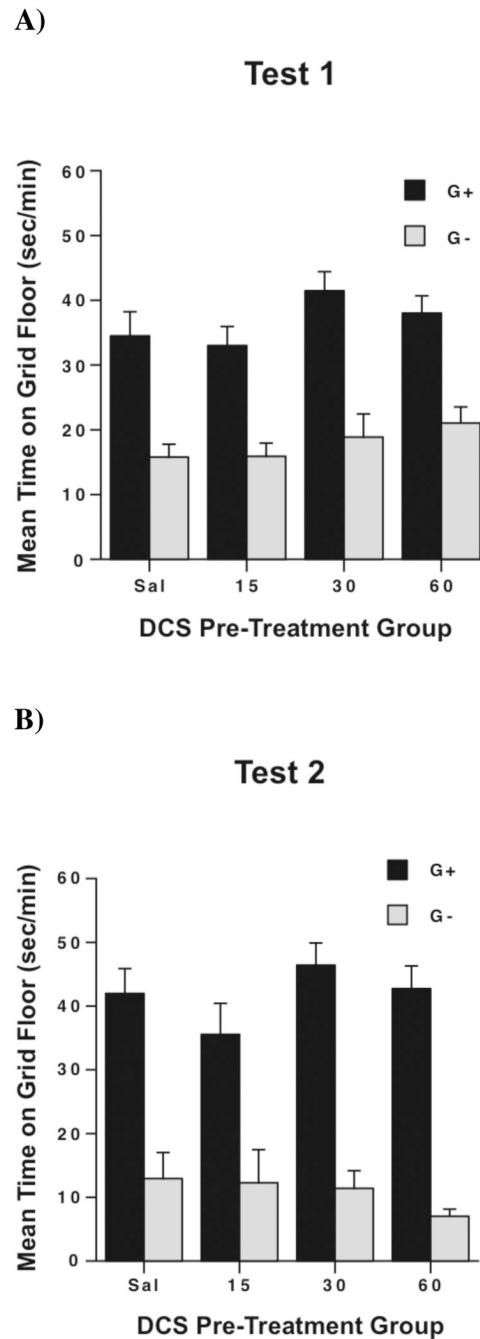 A)
Test 1
Mean Time on Grid Floor (sec/min)
60
50
40
30
20
10
0
G+
G-
Sal 15 30 60
DCS Pre-Treatment Group
B)
Test 2
Mean Time on Grid Floor (sec/min)
60
50
40
30
20
10
0
G+
G-
Sal 15 30 60
DCS Pre-Treatment Group